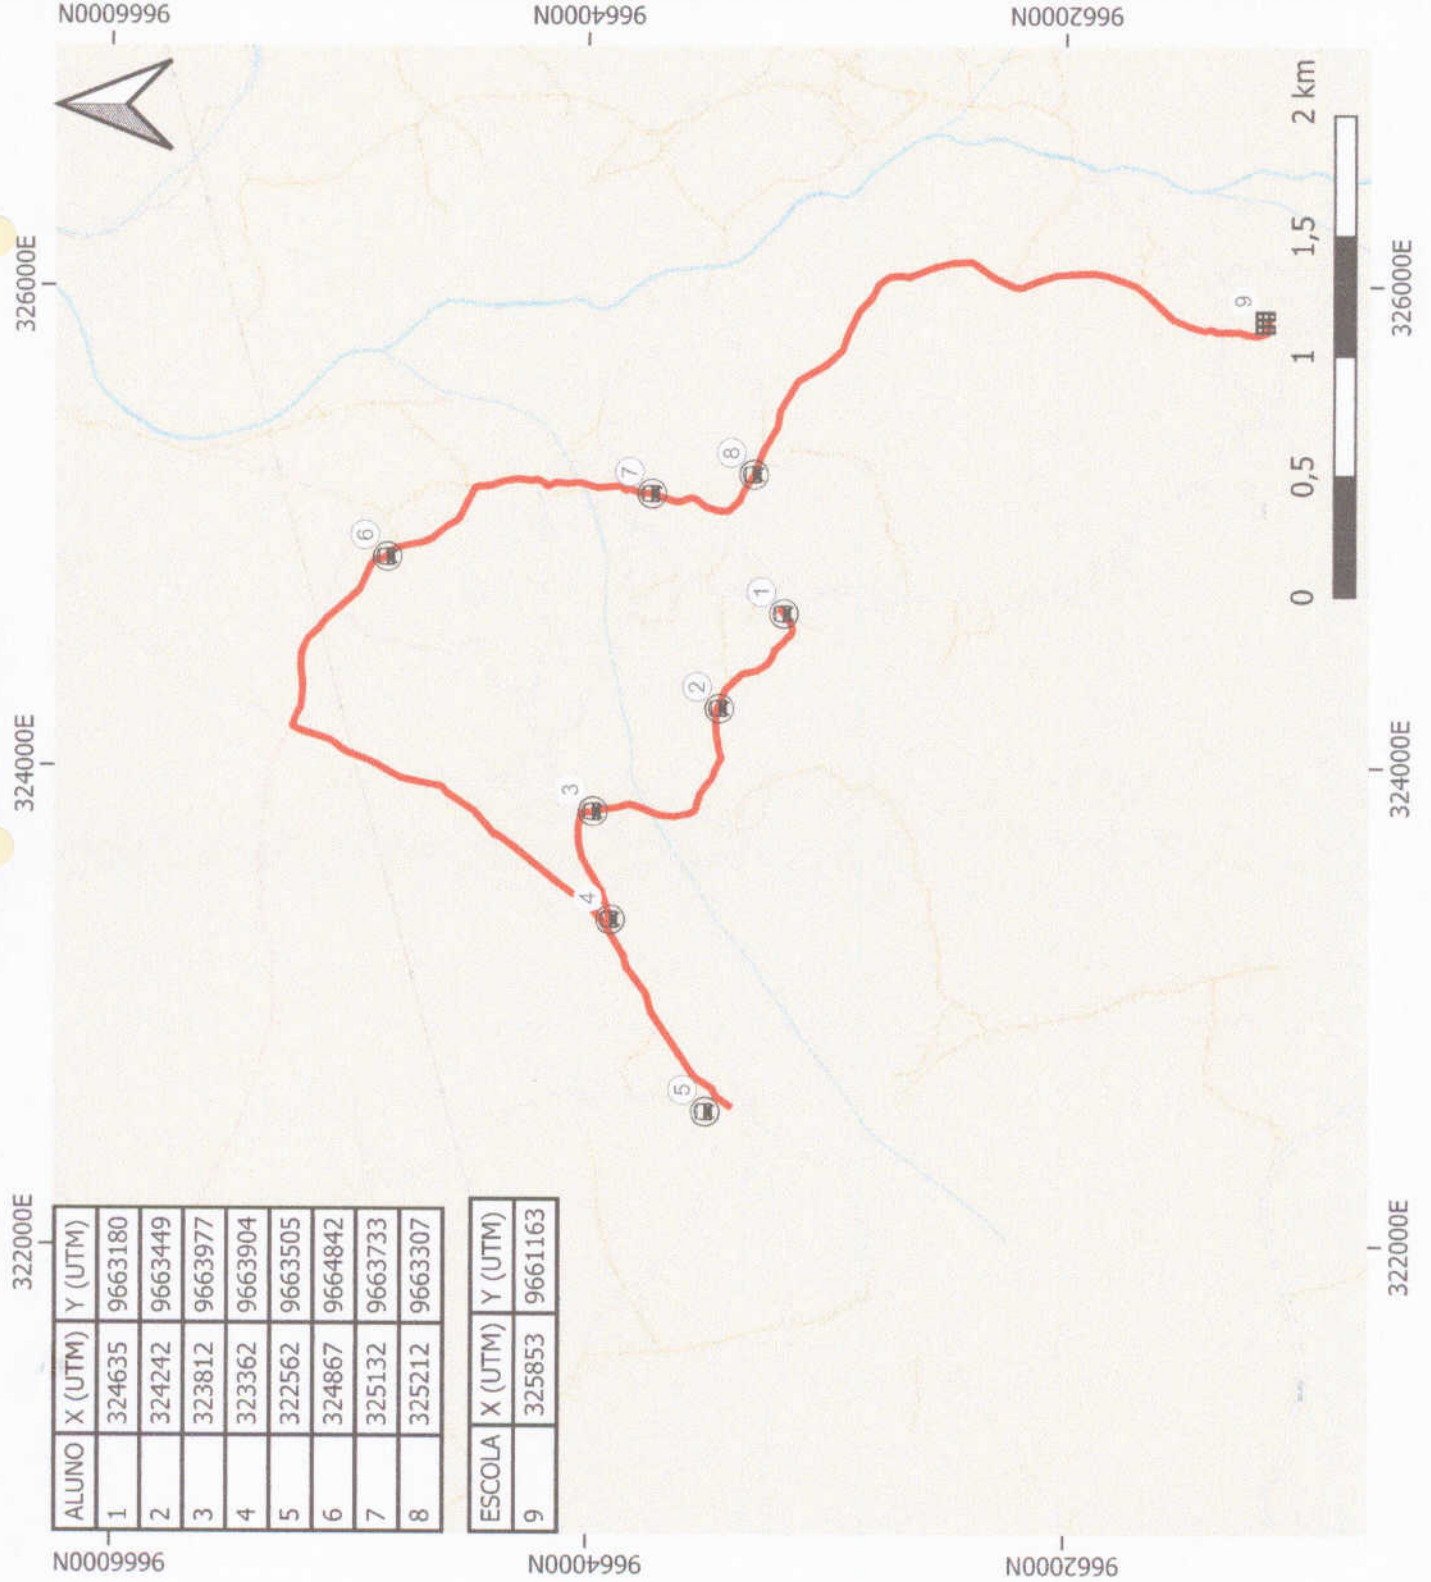 9666000N
9664000N
9662000N
326000E
324000E
322000E
6
7
8
9
1
2
3
4
5
0 0,5 1 1,5 2 km
ALUNO X (UTM) Y (UTM)
1 324635 9663180
2 324242 9663449
3 323812 9663977
4 323362 9663904
5 322562 9663505
6 324867 9664842
7 325132 9663733
8 325212 9663307
ESCOLA X (UTM) Y (UTM)
9 325853 9661163
326000E
324000E
322000E
9666000N
9664000N
9662000N